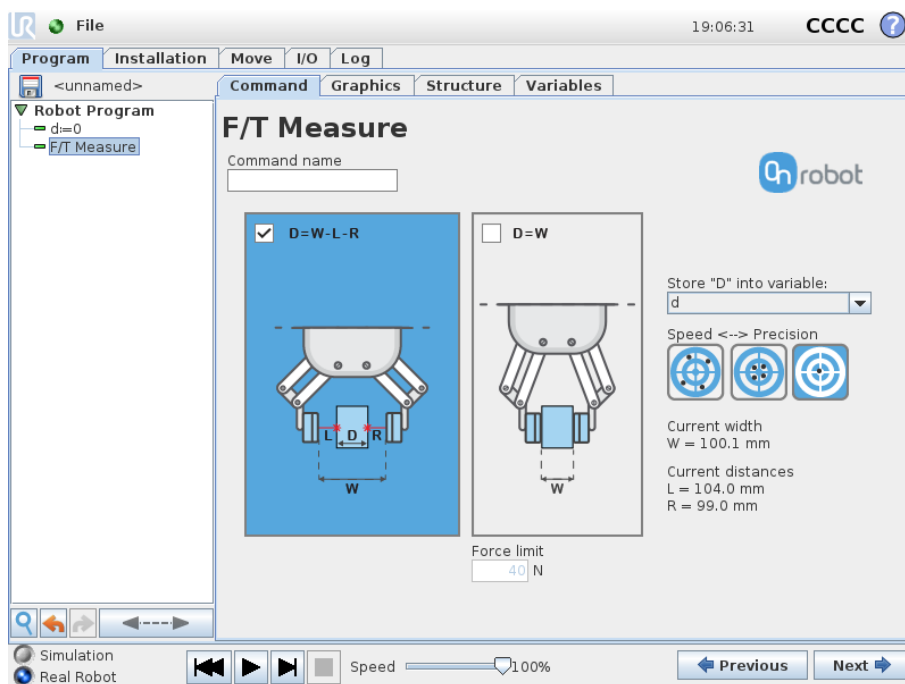 File
19:06:31
CCCC
?
Program Installation Move I/O Log
<unnamed>
Command Graphics Structure Variables
Robot Program
d:=0
F/T Measure
F/T Measure
Command name
On robot
D=W-L-R
L D R
W
D=W
W
Store "D" into variable:
d
Speed <--> Precision
Current width
W = 100.1 mm
Current distances
L = 104.0 mm
R = 99.0 mm
Force limit
40 N
Simulation
Real Robot
Speed 100%
Previous Next